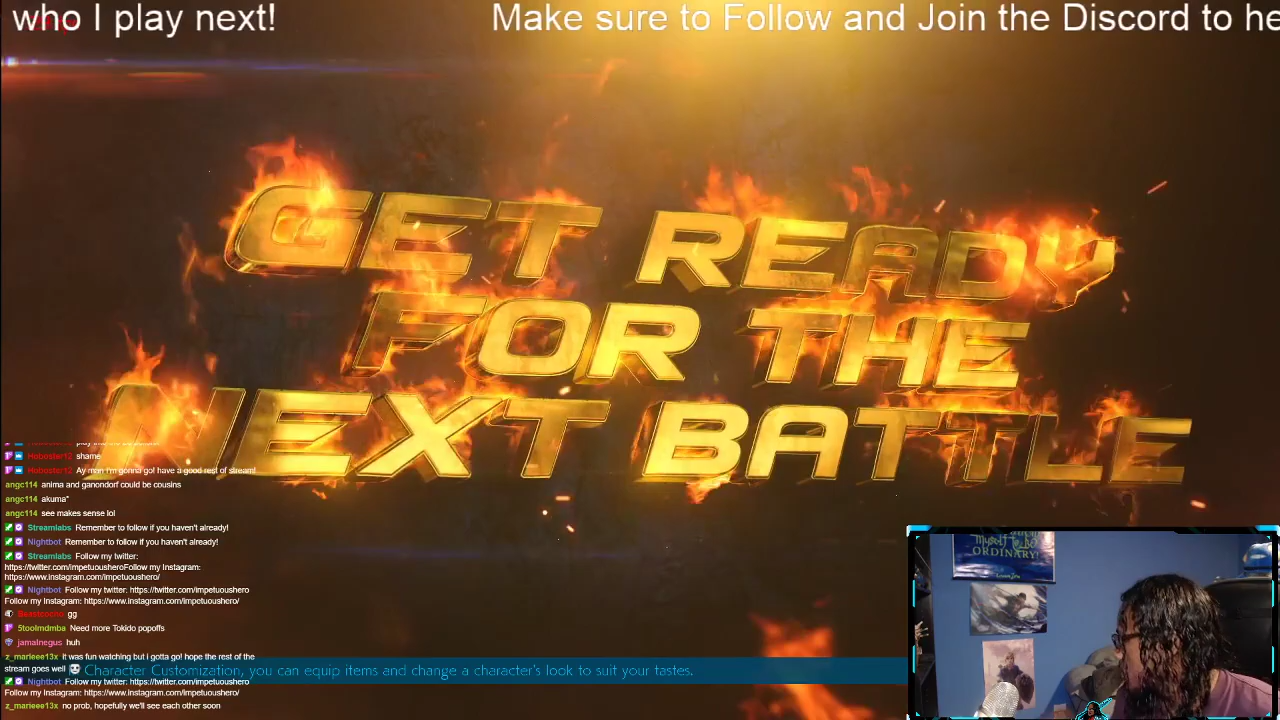 who I play next! Make sure to Follow and Join the Discord to he
GET READY
FOR THE
NEXT BATTLE
Hobostar12 shame
Hobostar12 Ay man I'm gonna go! have a good rest of stream!
angc114 anima and ganondorf could be cousins
angc114 akuma*
angc114 see makes sense lol
Streamlabs Remember to follow if you haven't already!
Nightbot Remember to follow if you haven't already!
Streamlabs Follow my twitter:
https://twitter.com/impetuousheroFollow my Instagram:
https://www.instagram.com/impetuoushero/
Nightbot Follow my twitter: https://twitter.com/impetuoushero
Follow my Instagram: https://www.instagram.com/impetuoushero/
gg
5toolmdmba Need more Tokido popoffs
jamalnegus huh
z_marieee13x it was fun watching but i gotta go! hope the rest of the
stream goes well
Character Customization, you can equip items and change a character's look to suit your tastes.
Nightbot Follow my twitter: https://twitter.com/impetuoushero
Follow my Instagram: https://www.instagram.com/impetuoushero/
z_marieee13x no prob, hopefully we'll see each other soon
Myself To Be
ORDINARY!